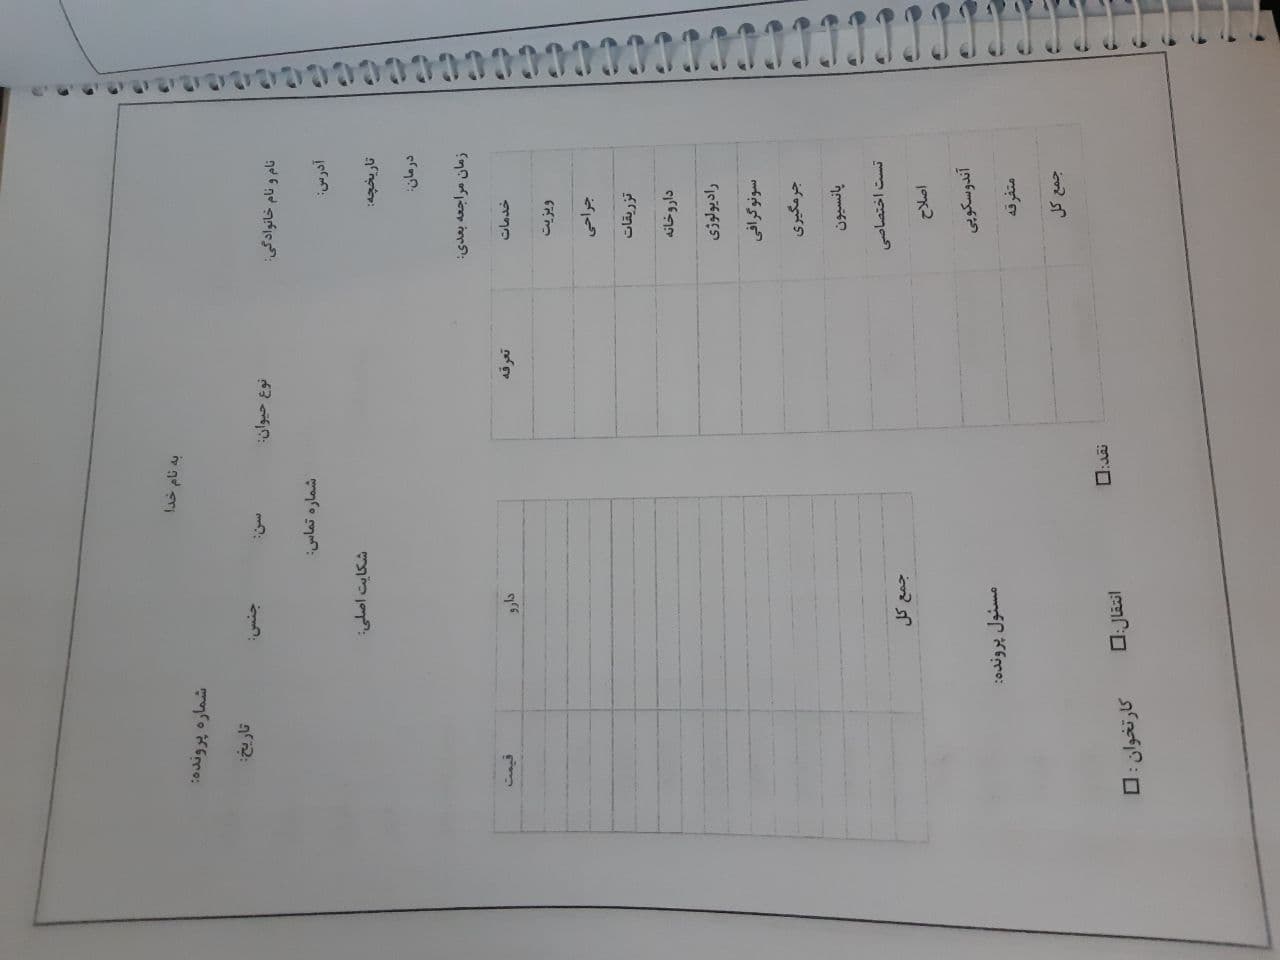 به نام خدا
شماره پرونده:
نام و نام خانوادگی: نوع حیوان: سن: جنس: تاریخ:
آدرس: شماره تماس:
تاریخچه: شکایت اصلی:
درمان:
زمان مراجعه بعدی:
خدمات تعرقه
ویزیت
جراحی
تزریقات
داروخانه
رادیولوژی
سونوگرافی
جرمگیری
پانسیون
تست اختصاصی
اصلاح
آندوسکوپی
متفرقه
جمع کل
دارو قیمت
جمع کل
مسئول پرونده:
نقد: انتقال: کارتخوان :